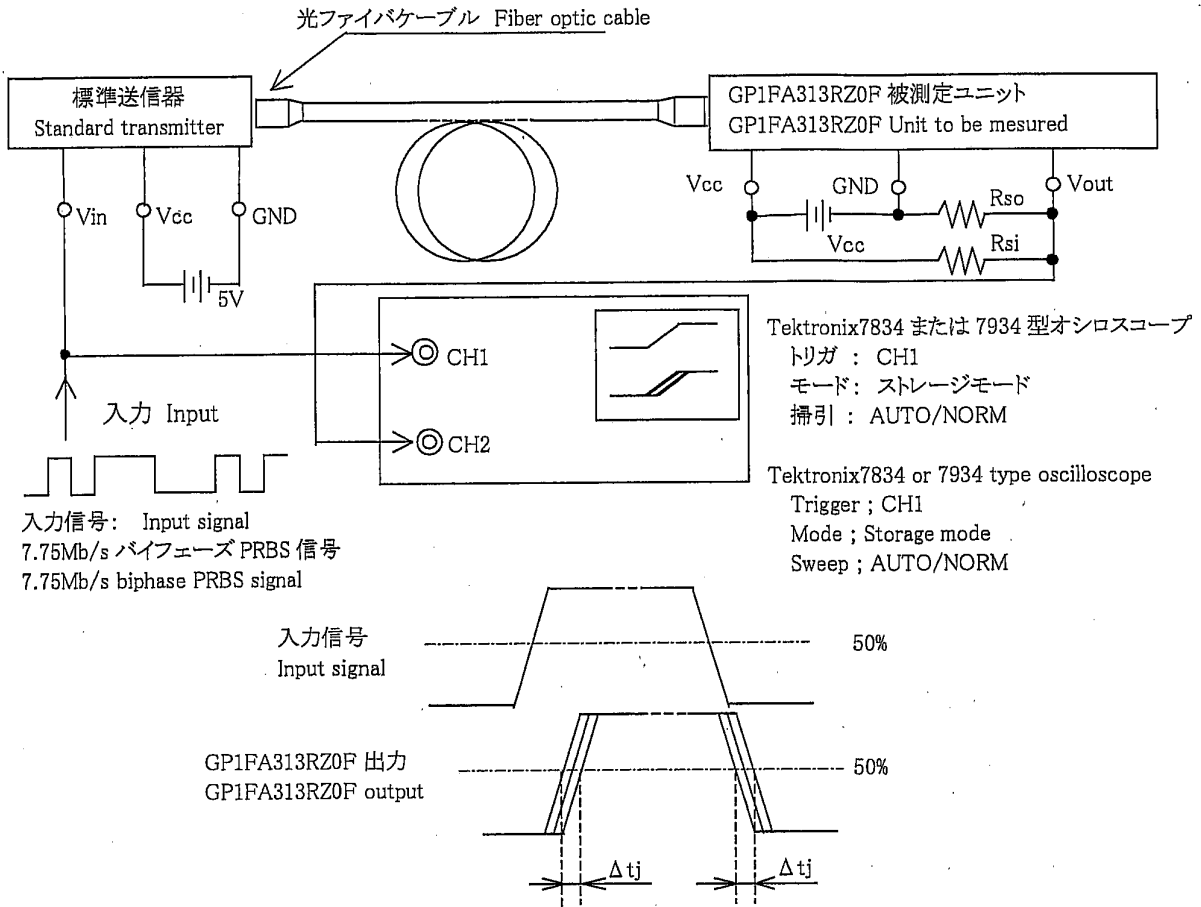 光ファイバケーブル Fiber optic cable
標準送信器
Standard transmitter
GP1FA313RZ0F 被測定ユニット
GP1FA313RZ0F Unit to be mesured
Vin
Vcc
GND
5V
Vcc
GND
Vout
Rso
Vcc
Rsi
CH1
CH2
入力 Input
入力信号: Input signal
7.75Mb/s バイフェーズ PRBS 信号
7.75Mb/s biphase PRBS signal
Tektronix7834 または 7934 型オシロスコープ
トリガ : CH1
モード: ストレージモード
掃引 : AUTO/NORM
Tektronix7834 or 7934 type oscilloscope
Trigger ; CH1
Mode ; Storage mode
Sweep ; AUTO/NORM
入力信号
Input signal
50%
GP1FA313RZ0F 出力
GP1FA313RZ0F output
50%
Δtj
Δtj